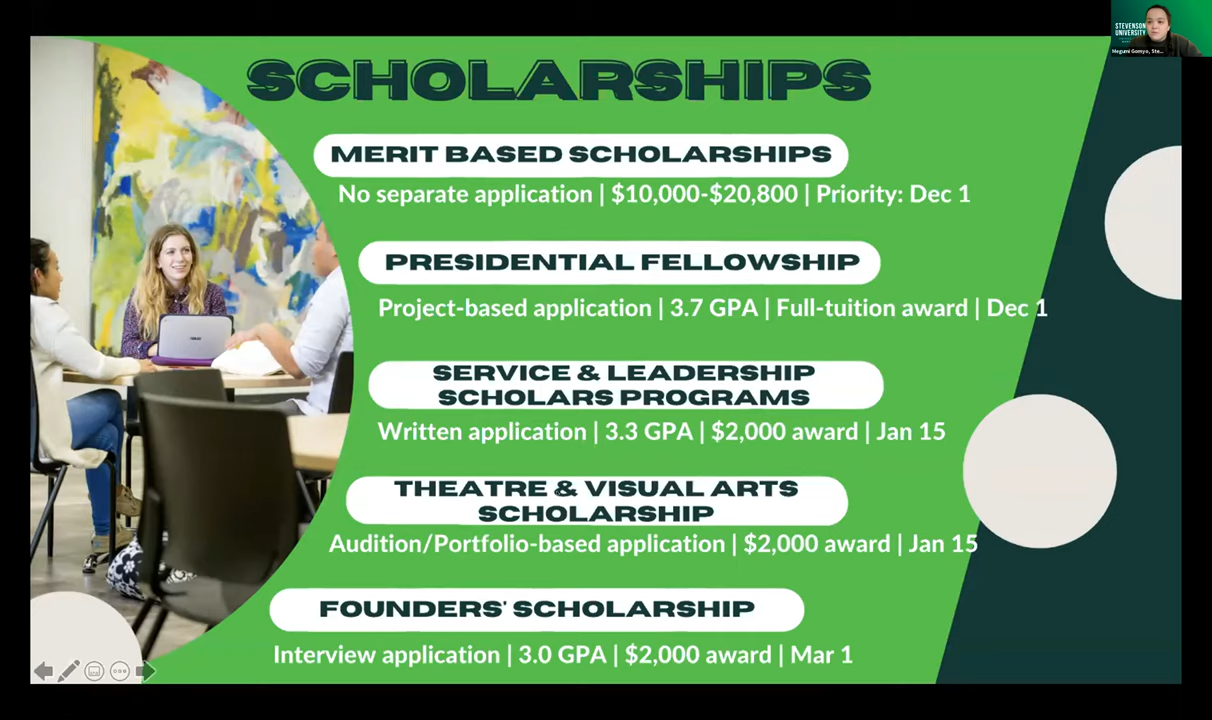 STEVENSON
UNIVERSITY
Megumi Gomyo, Ste...
SCHOLARSHIPS
MERIT BASED SCHOLARSHIPS
No separate application | $10,000-$20,800 | Priority: Dec 1
PRESIDENTIAL FELLOWSHIP
Project-based application | 3.7 GPA | Full-tuition award | Dec 1
SERVICE & LEADERSHIP
SCHOLARS PROGRAMS
Written application | 3.3 GPA | $2,000 award | Jan 15
THEATRE & VISUAL ARTS
SCHOLARSHIP
Audition/Portfolio-based application | $2,000 award | Jan 15
FOUNDERS' SCHOLARSHIP
Interview application | 3.0 GPA | $2,000 award | Mar 1